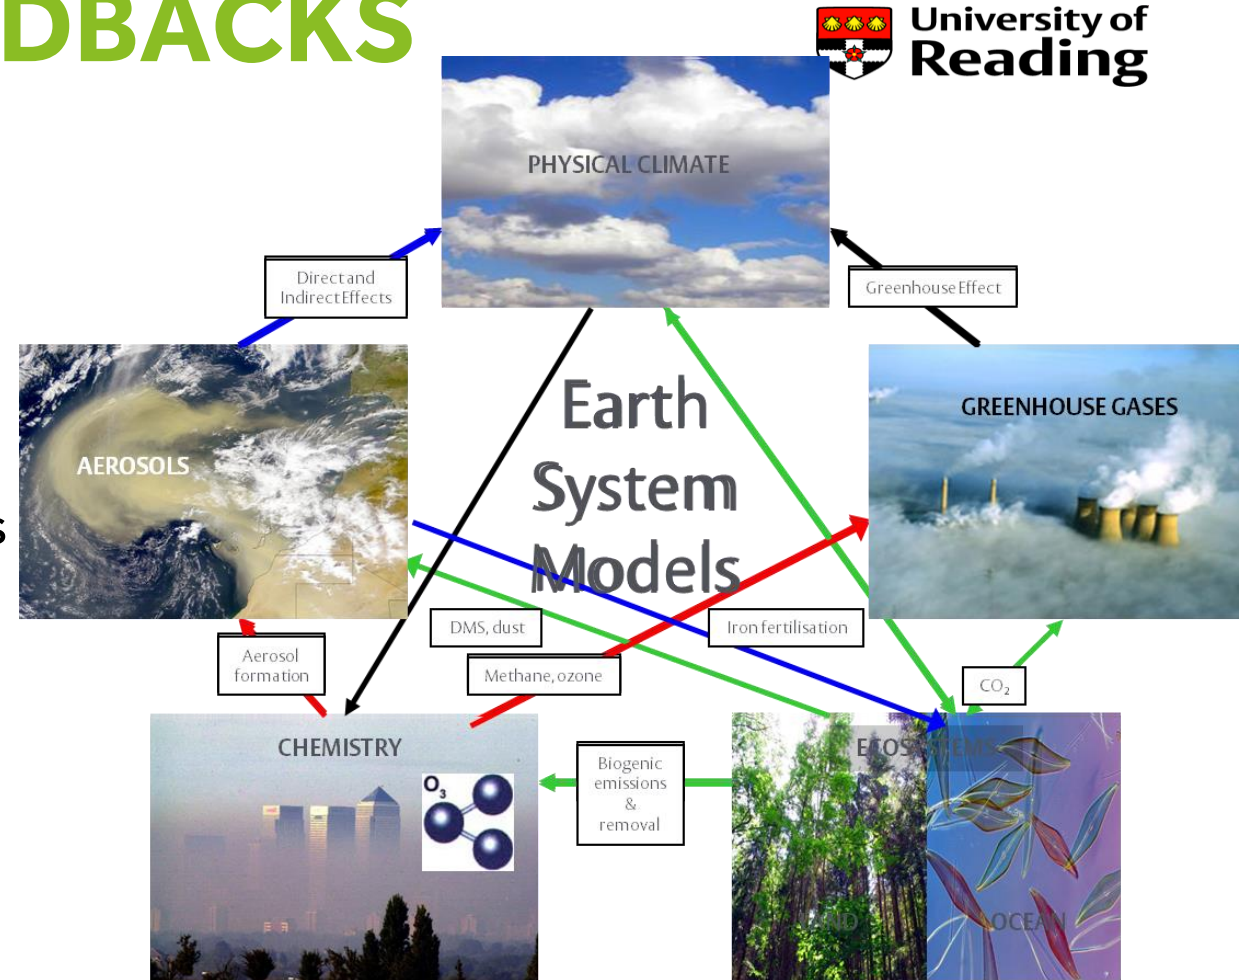 DBACKS
University of
Reading
PHYSICAL CLIMATE
Direct and
Indirect Effects
Greenhouse Effect
Earth
System
Models
GREENHOUSE GASES
AEROSOLS
s
DMS, dust
Iron fertilisation
Aerosol
formation
Methane, ozone
CO₂
CHEMISTRY
ECOSYSTEMS
O₃
Biogenic
emissions
&
removal
LAND
OCEAN